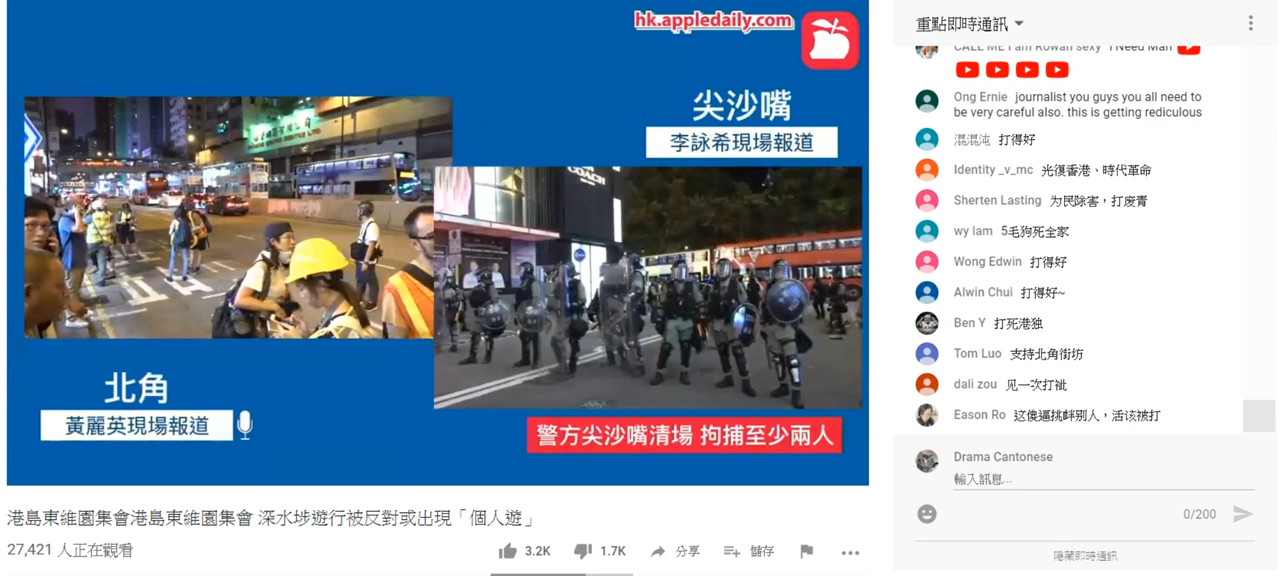 hk.appledaily.com
尖沙嘴
李詠希現場報道
COACH
北角
黃麗英現場報道
警方尖沙嘴清場 拘捕至少兩人
港島東維園集會港島東維園集會 深水埗遊行被反對或出現「個人遊」
27,421 人正在觀看
3.2K
1.7K
分享
儲存
重點即時通訊
CALL ME I am Rowan sexy I Need Man
Ong Ernie journalist you guys you all need to
be very careful also. this is getting rediculous
混混沌 打得好
Identity _v_mc 光復香港、時代革命
Sherten Lasting 为民除害，打废青
wy lam 5毛狗死全家
Wong Edwin 打得好
Alwin Chui 打得好~
Ben Y 打死港独
Tom Luo 支持北角街坊
dali zou 见一次打祉
Eason Ro 这傻逼挑衅别人，活该被打
Drama Cantonese
輸入訊息...
0/200
隱藏即時通訊